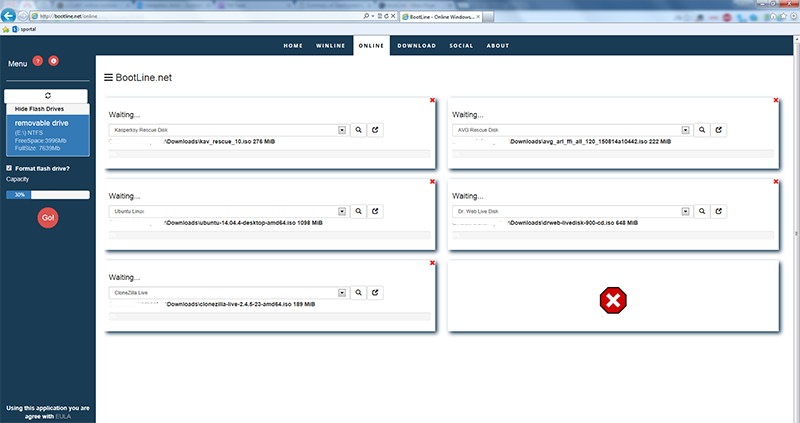 http://bootline.net/online
BootLine - Online Windows...
sportal
HOME WINLINE ONLINE DOWNLOAD SOCIAL ABOUT
Menu
?
Hide Flash Drives
removable drive
(E:\) NTFS
FreeSpace:3996Mb
FullSize: 7639Mb
Format flash drive?
Capacity
30%
Go!
Using this application you are
agree with EULA
BootLine.net
Waiting...
Kasperksy Rescue Disk
\Downloads\kav_rescue_10.iso 276 MiB
Waiting...
AVG Rescue Disk
\Downloads\avg_arl_ffi_all_120_150814a10442.iso 222 MiB
Waiting...
Ubuntu Linux
\Downloads\ubuntu-14.04.4-desktop-amd64.iso 1098 MiB
Waiting...
Dr. Web Live Disk
\Downloads\drweb-livedisk-900-cd.iso 648 MiB
Waiting...
CloneZilla Live
\Downloads\clonezilla-live-2.4.5-23-amd64.iso 189 MiB